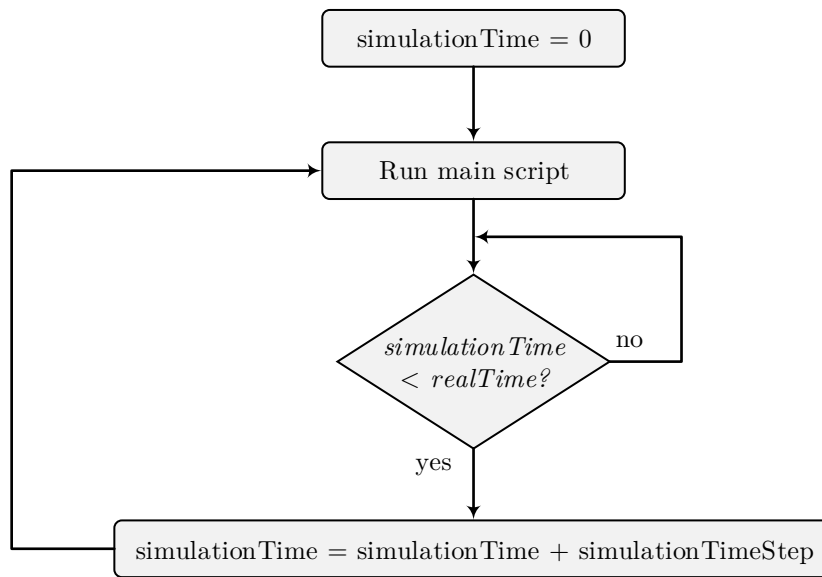 simulationTime = 0
Run main script
simulationTime
< realTime?
no
yes
simulationTime = simulationTime + simulationTimeStep